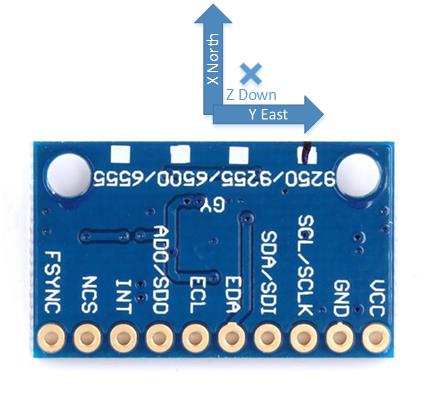 X North
Z Down
Y East
9250/9255/6500/6555
GY
FSYNC
NCS
INT
ADO/SDO
ECL
EDA
SDA/SDI
SCL/SCLK
GND
VCC